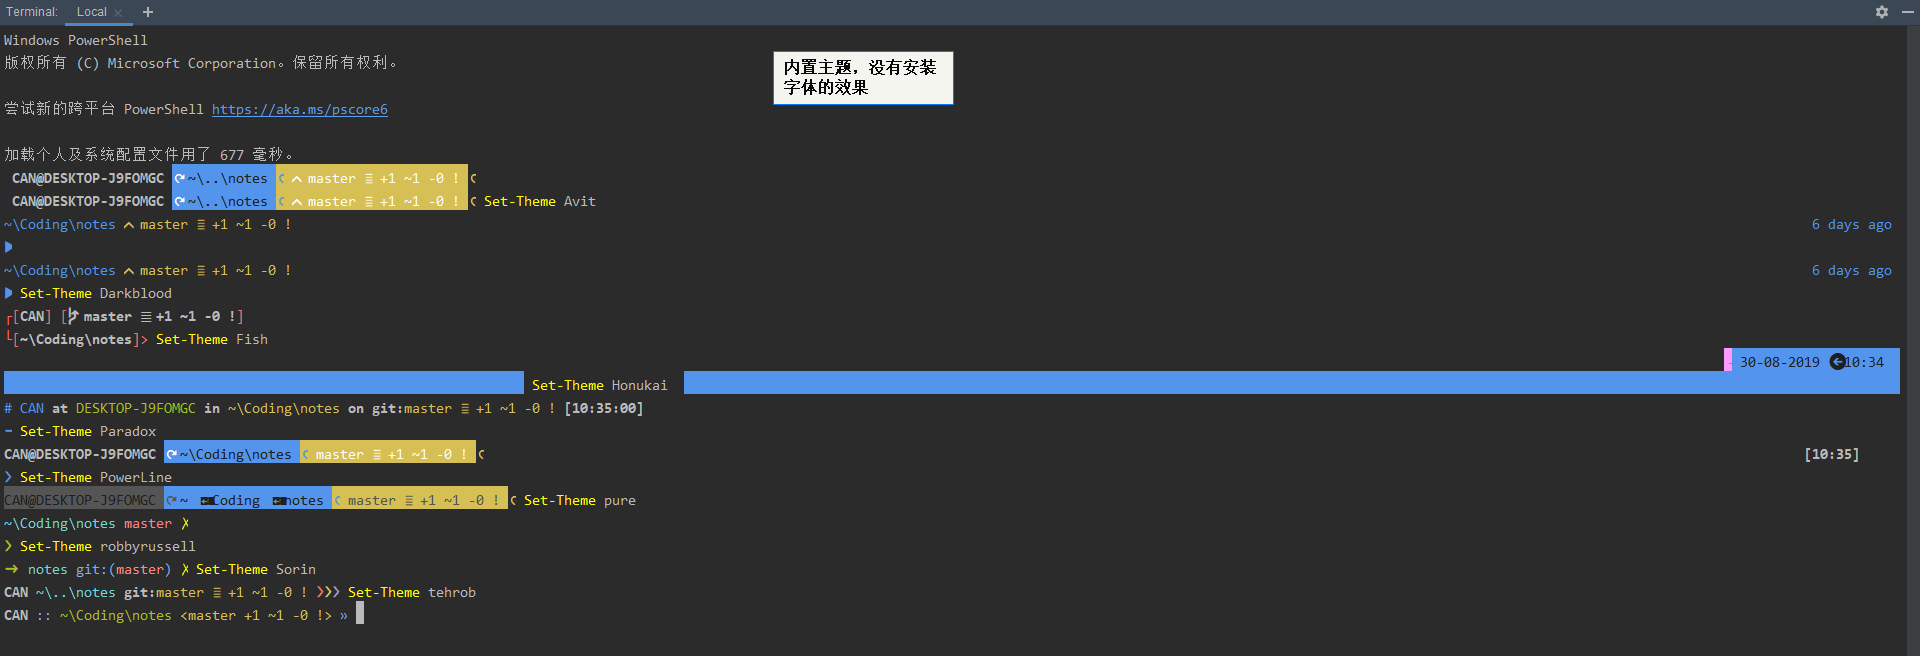 Terminal: Local × +
Windows PowerShell
版权所有 (C) Microsoft Corporation。保留所有权利。
内置主题，没有安装
字体的效果
尝试新的跨平台 PowerShell https://aka.ms/pscore6
加载个人及系统配置文件用了 677 毫秒。
CAN@DESKTOP-J9FOMGC ~\..\notes master ≣ +1 ~1 -0 !
CAN@DESKTOP-J9FOMGC ~\..\notes master ≣ +1 ~1 -0 ! Set-Theme Avit
~\Coding\notes master ≣ +1 ~1 -0 ! 6 days ago
~\Coding\notes master ≣ +1 ~1 -0 ! 6 days ago
Set-Theme Darkblood
┌[CAN] [master ≣ +1 ~1 -0 !]
└[~\Coding\notes]> Set-Theme Fish
30-08-2019 10:34
Set-Theme Honukai
# CAN at DESKTOP-J9FOMGC in ~\Coding\notes on git:master ≣ +1 ~1 -0 ! [10:35:00]
- Set-Theme Paradox
CAN@DESKTOP-J9FOMGC ~\Coding\notes master ≣ +1 ~1 -0 ! [10:35]
❯ Set-Theme PowerLine
CAN@DESKTOP-J9FOMGC ~ Coding notes master ≣ +1 ~1 -0 ! Set-Theme pure
~\Coding\notes master ✗
❯ Set-Theme robbyrussell
→ notes git:(master) ✗ Set-Theme Sorin
CAN ~\..\notes git:master ≣ +1 ~1 -0 ! ❯❯❯ Set-Theme tehrob
CAN :: ~\Coding\notes <master +1 ~1 -0 !> »